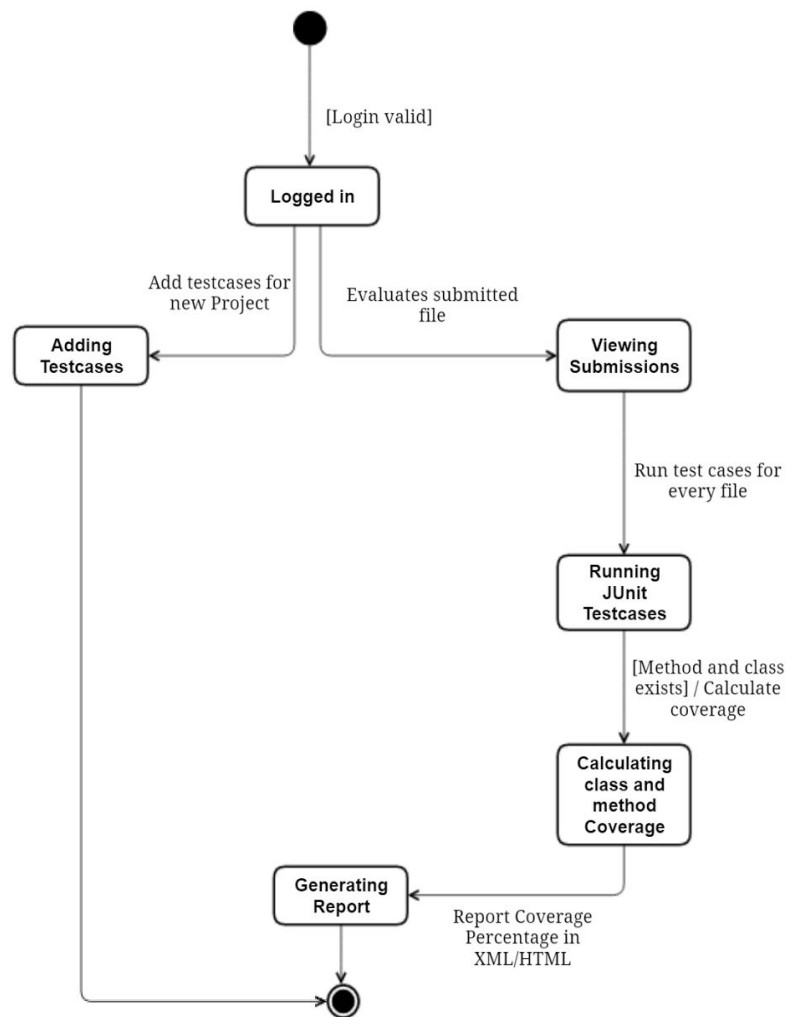 [Login valid]
Logged in
Add testcases for
new Project
Evaluates submitted
file
Adding
Testcases
Viewing
Submissions
Run test cases for
every file
Running
JUnit
Testcases
[Method and class
exists] / Calculate
coverage
Calculating
class and
method
Coverage
Generating
Report
Report Coverage
Percentage in
XML/HTML